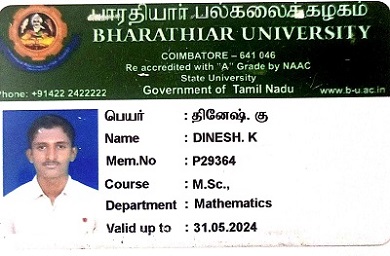 பாரதியார் பல்கலைக்கழகம்
BHARATHIAR UNIVERSITY
COIMBATORE – 641 046
Re accredited with "A" Grade by NAAC
State University
Phone: +91422 2422222 Government of Tamil Nadu www.b-u.ac.in
பெயர் : தினேஷ். கு
Name : DINESH. K
Mem.No : P29364
Course : M.Sc.,
Department : Mathematics
Valid up to : 31.05.2024